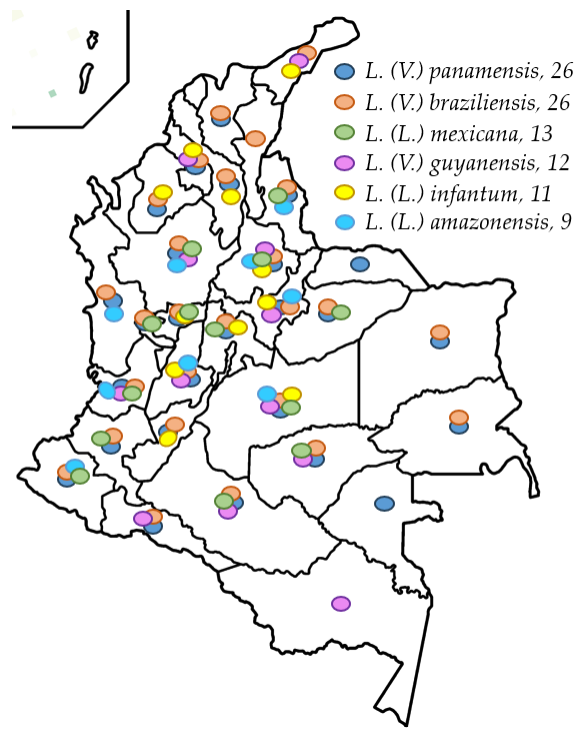 L. (V.) panamensis, 26
L. (V.) braziliensis, 26
L. (L.) mexicana, 13
L. (V.) guyanensis, 12
L. (L.) infantum, 11
L. (L.) amazonensis, 9